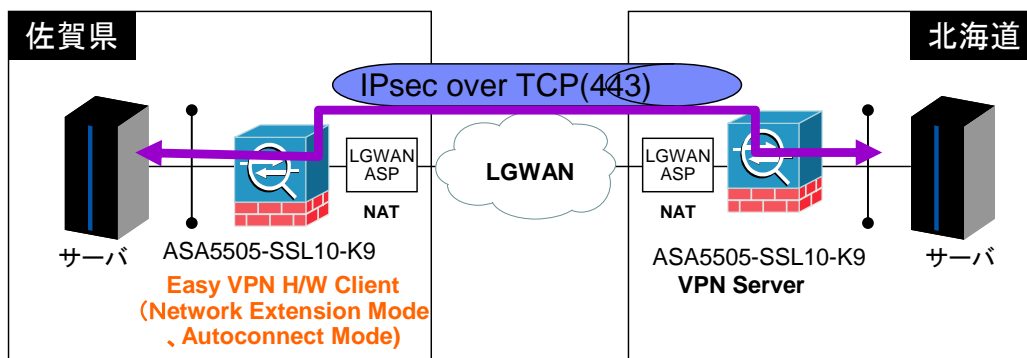 佐賀県
北海道
IPsec over TCP(443)
LGWAN
ASP
NAT
LGWAN
LGWAN
ASP
NAT
サーバ
ASA5505-SSL10-K9
Easy VPN H/W Client
（Network Extension Mode
、Autoconnect Mode)
ASA5505-SSL10-K9
VPN Server
サーバ